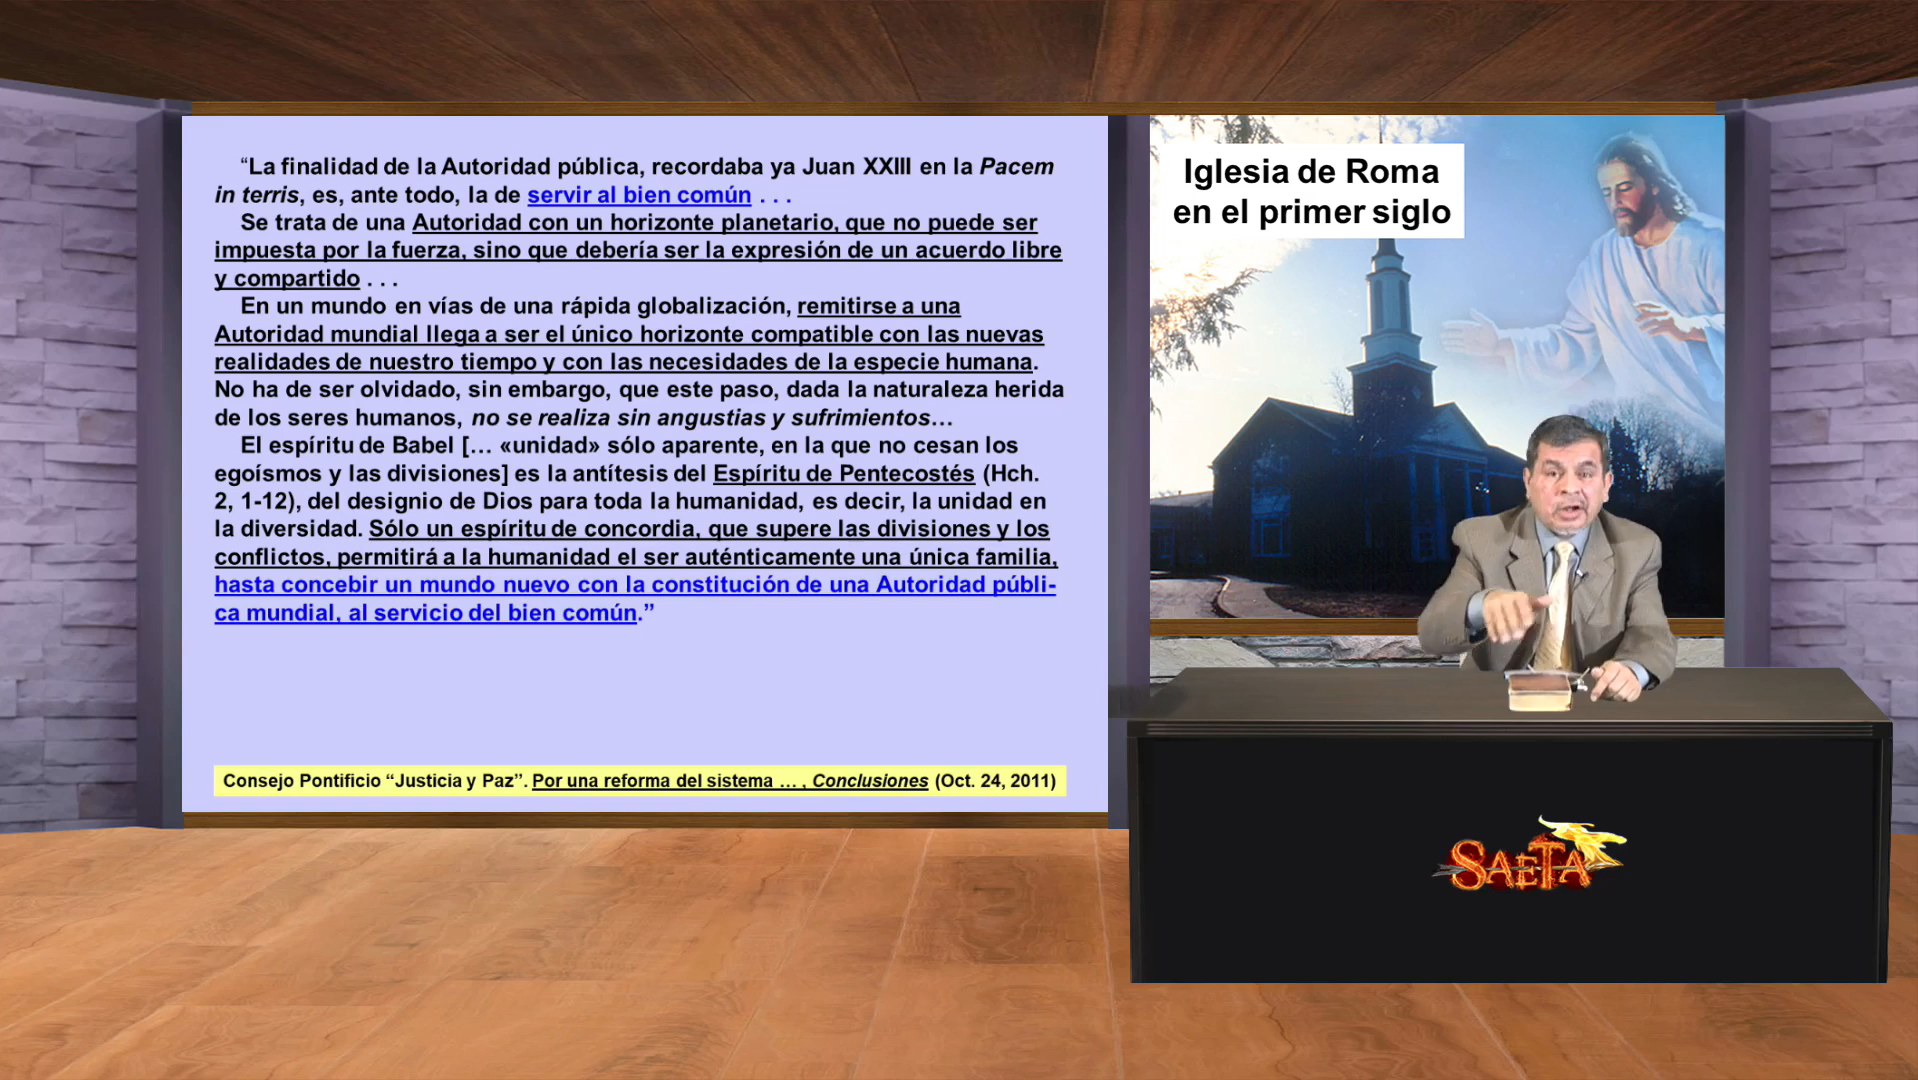 “La finalidad de la Autoridad pública, recordaba ya Juan XXIII en la Pacem
in terris, es, ante todo, la de servir al bien común . . .
Se trata de una Autoridad con un horizonte planetario, que no puede ser
impuesta por la fuerza, sino que debería ser la expresión de un acuerdo libre
y compartido . . .
En un mundo en vías de una rápida globalización, remitirse a una
Autoridad mundial llega a ser el único horizonte compatible con las nuevas
realidades de nuestro tiempo y con las necesidades de la especie humana.
No ha de ser olvidado, sin embargo, que este paso, dada la naturaleza herida
de los seres humanos, no se realiza sin angustias y sufrimientos…
El espíritu de Babel [… «unidad» sólo aparente, en la que no cesan los
egoísmos y las divisiones] es la antítesis del Espíritu de Pentecostés (Hch.
2, 1-12), del designio de Dios para toda la humanidad, es decir, la unidad en
la diversidad. Sólo un espíritu de concordia, que supere las divisiones y los
conflictos, permitirá a la humanidad el ser auténticamente una única familia,
hasta concebir un mundo nuevo con la constitución de una Autoridad públi-
ca mundial, al servicio del bien común.”
Consejo Pontificio “Justicia y Paz”. Por una reforma del sistema … , Conclusiones (Oct. 24, 2011)
Iglesia de Roma
en el primer siglo
SAETA